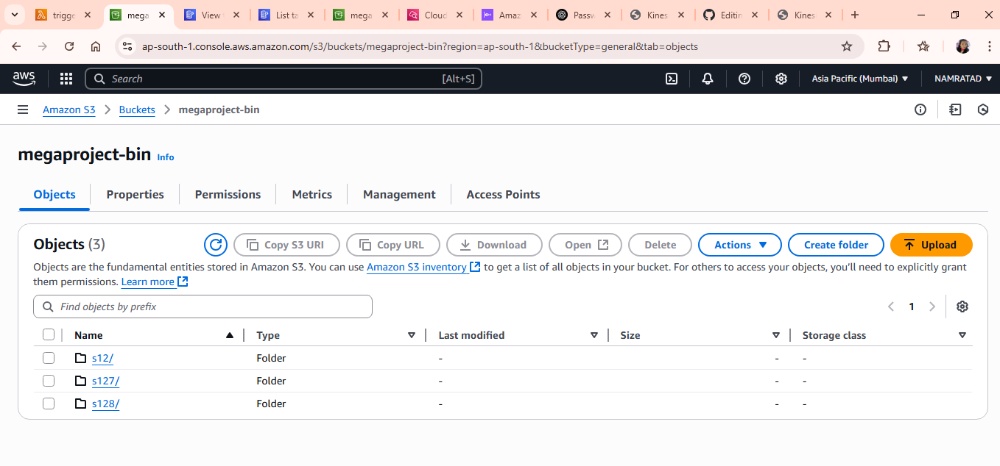 trigge
mega
View
List ta
mega
Cloud
Amaz
Passw
Kines
Editin
Kines
ap-south-1.console.aws.amazon.com/s3/buckets/megaproject-bin?region=ap-south-1&bucketType=general&tab=objects
aws
Search
[Alt+S]
Asia Pacific (Mumbai)
NAMRATAD
Amazon S3
Buckets
megaproject-bin
megaproject-bin Info
Objects
Properties
Permissions
Metrics
Management
Access Points
Objects (3)
Copy S3 URI
Copy URL
Download
Open
Delete
Actions
Create folder
Upload
Objects are the fundamental entities stored in Amazon S3. You can use Amazon S3 inventory to get a list of all objects in your bucket. For others to access your objects, you’ll need to explicitly grant
them permissions. Learn more
Find objects by prefix
1
Name Type Last modified Size Storage class
s12/ Folder - - -
s127/ Folder - - -
s128/ Folder - - -